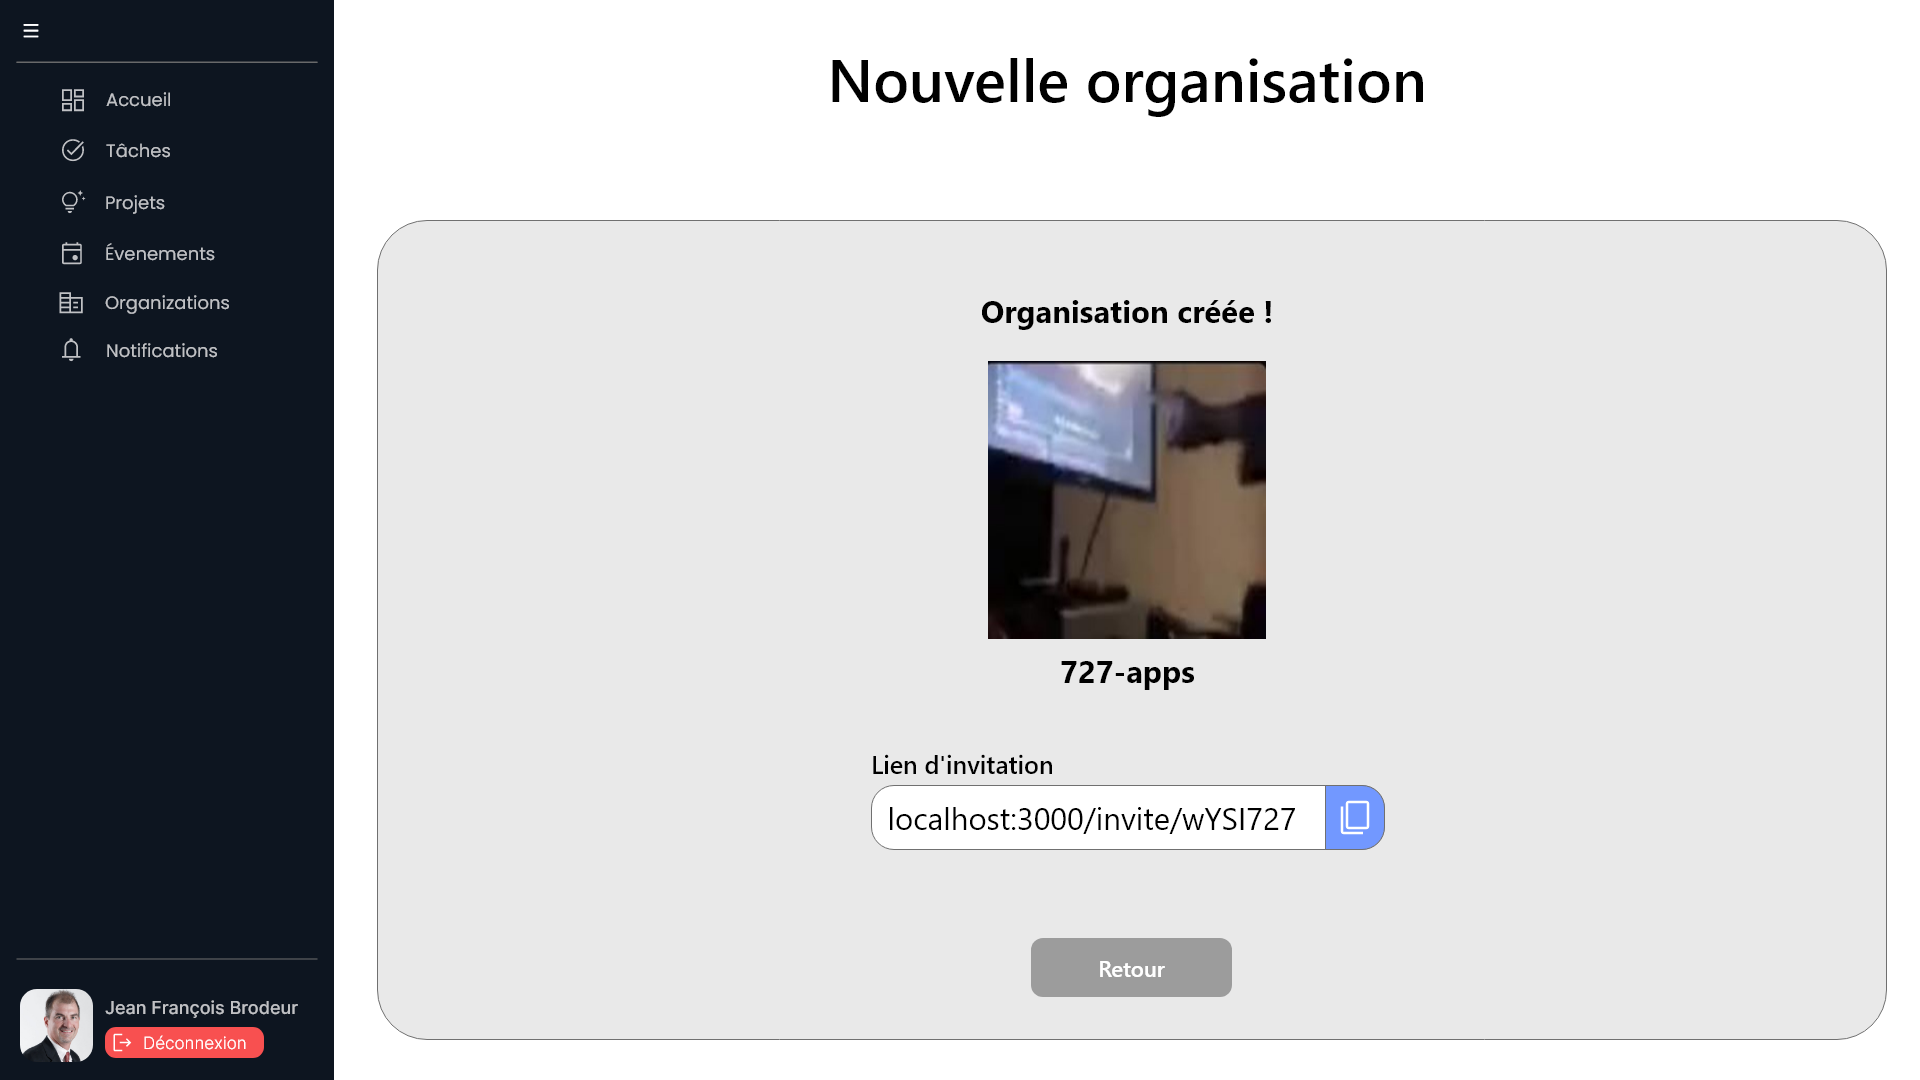 Accueil
Tâches
Projets
Évenements
Organizations
Notifications
Jean François Brodeur
Déconnexion
Nouvelle organisation
Organisation créée !
727-apps
Lien d'invitation
localhost:3000/invite/wYSI727
Retour